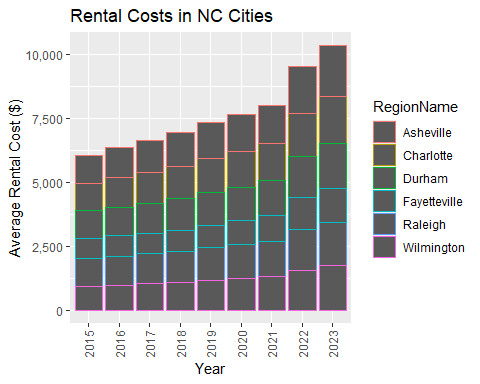 Rental Costs in NC Cities
Average Rental Cost ($)
10,000
7,500
5,000
2,500
0
2015 2016 2017 2018 2019 2020 2021 2022 2023
Year
RegionName
Asheville
Charlotte
Durham
Fayetteville
Raleigh
Wilmington